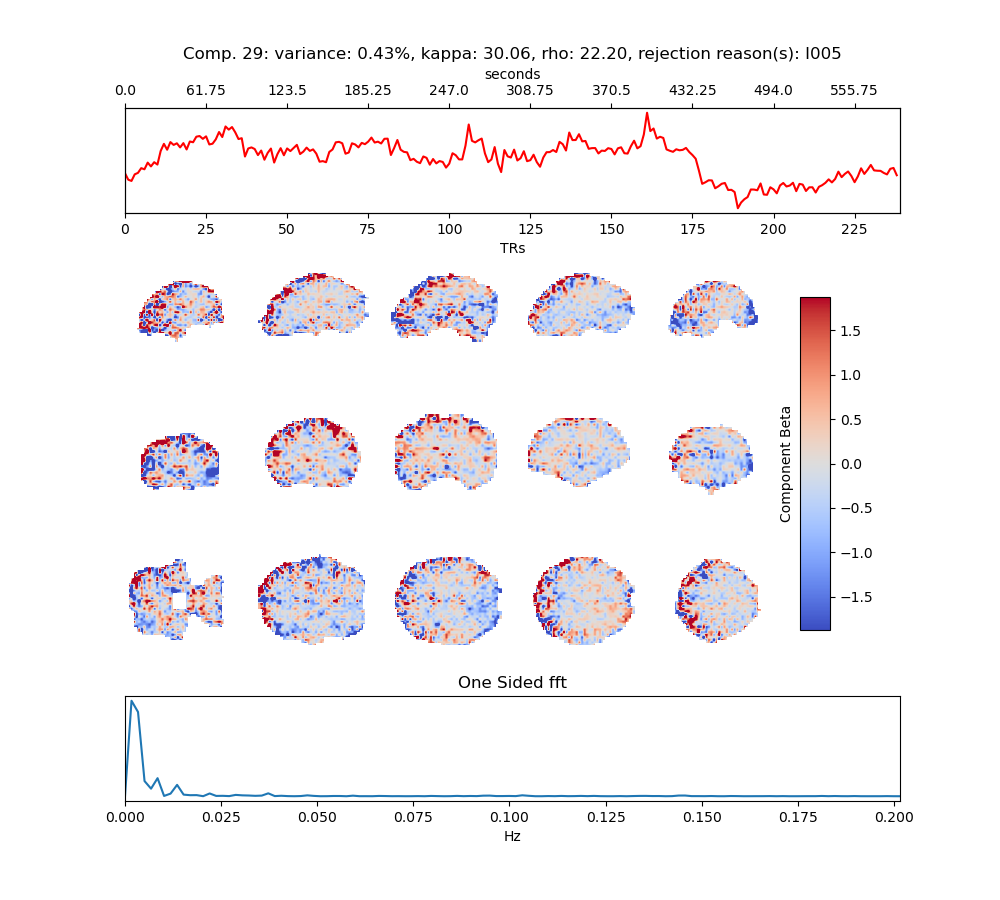 Comp. 29: variance: 0.43%, kappa: 30.06, rho: 22.20, rejection reason(s): I005
seconds
0.0 61.75 123.5 185.25 247.0 308.75 370.5 432.25 494.0 555.75
0 25 50 75 100 125 150 175 200 225
TRs
1.5
1.0
0.5
0.0
−0.5
−1.0
−1.5
Component Beta
One Sided fft
0.000 0.025 0.050 0.075 0.100 0.125 0.150 0.175 0.200
Hz